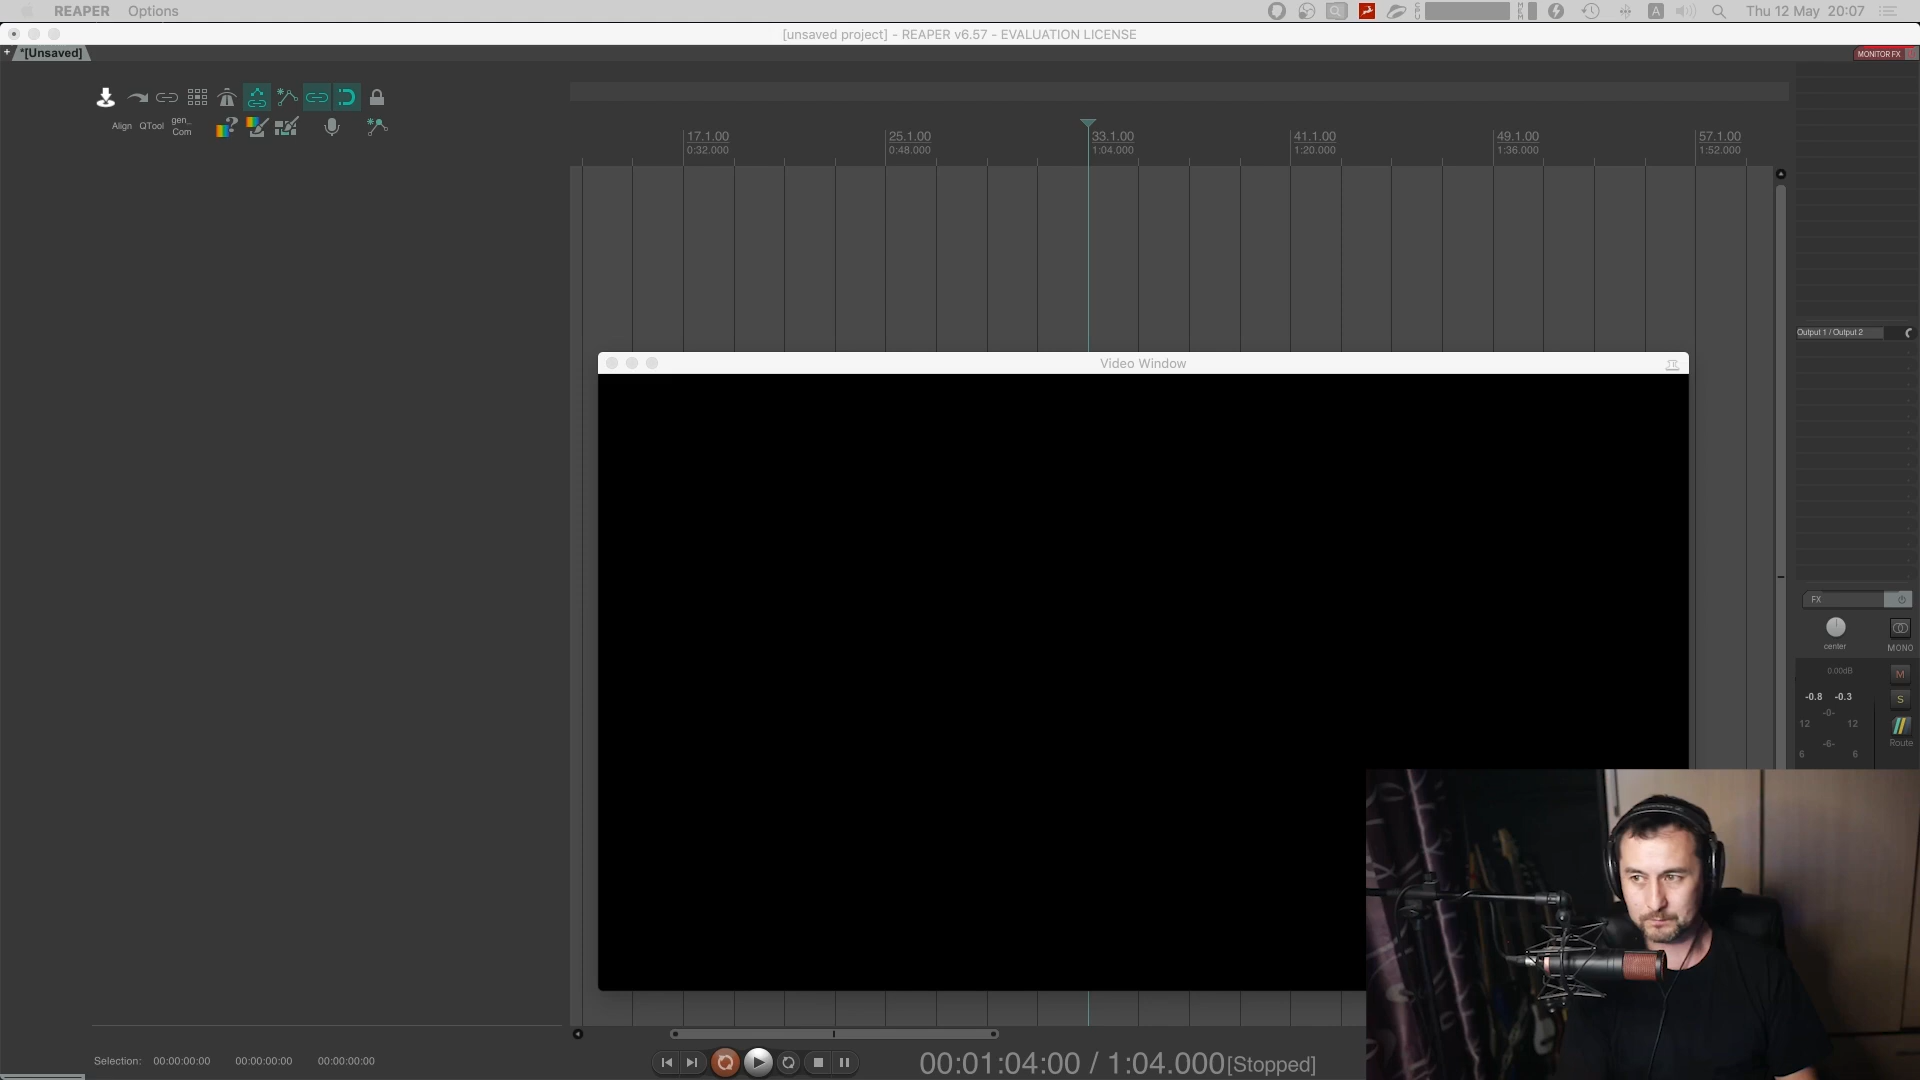 REAPER Options
Thu 12 May 20:07
[unsaved project] - REAPER v6.57 - EVALUATION LICENSE
+ *[Unsaved]
MONITOR FX
Align QTool gen_
Com
17.1.00 25.1.00 33.1.00 41.1.00 49.1.00 57.1.00
0:32.000 0:48.000 1:04.000 1:20.000 1:36.000 1:52.000
Output 1 / Output 2
Video Window
FX
center MONO
0.00dB M
-0.8 -0.3 S
-0-
12 12
Route
-6-
6 6
Selection: 00:00:00:00 00:00:00:00 00:00:00:00
00:01:04:00 / 1:04.000 [Stopped]